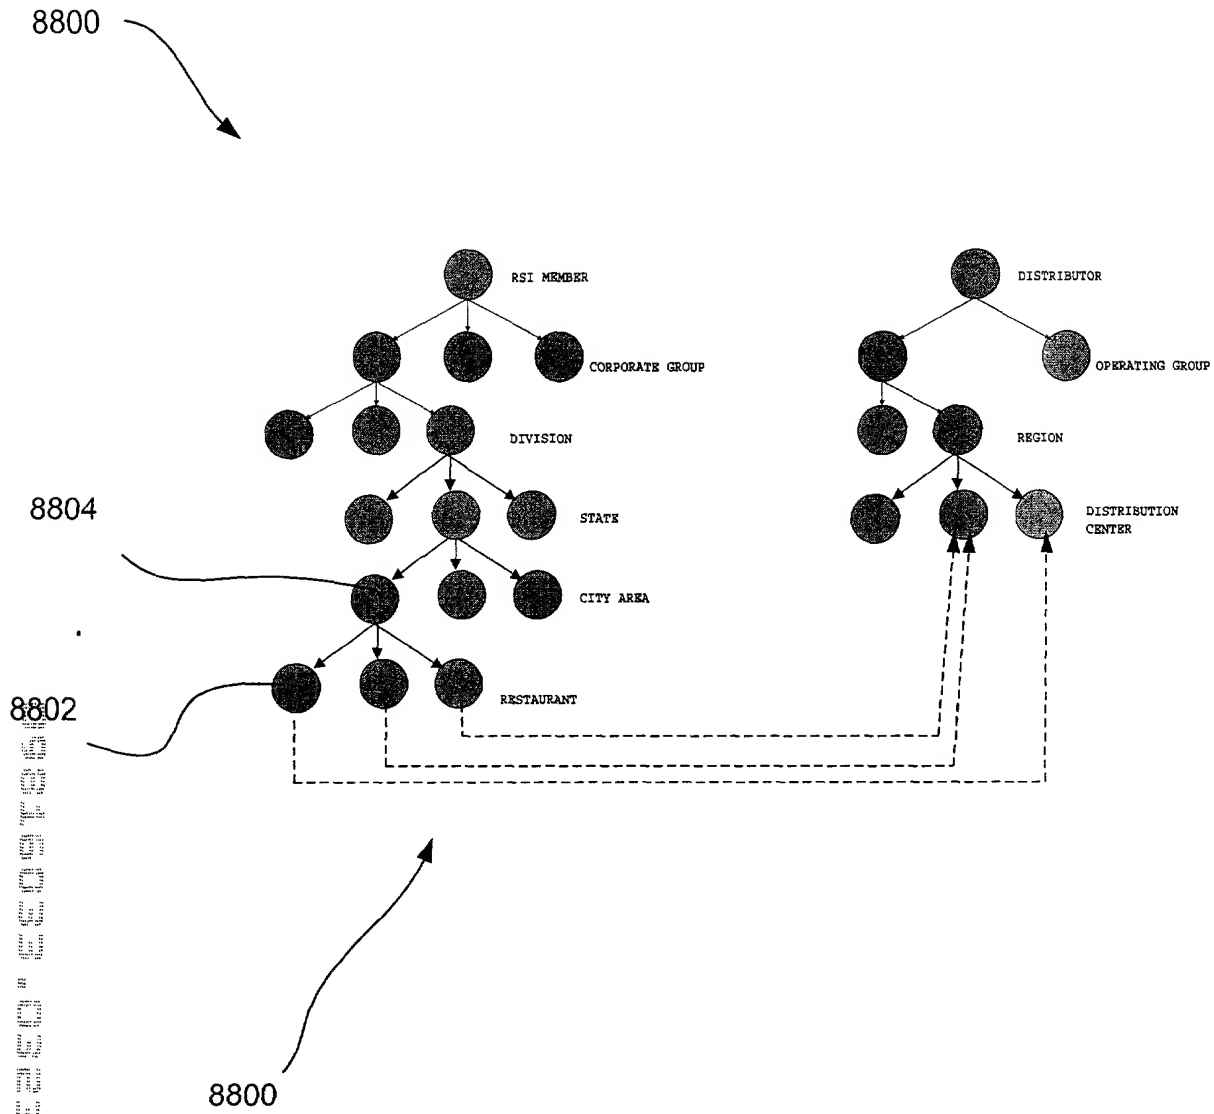 8800
RSI MEMBER
DISTRIBUTOR
CORPORATE GROUP
OPERATING GROUP
DIVISION
REGION
8804
STATE
DISTRIBUTION
CENTER
CITY AREA
8802
RESTAURANT
8800